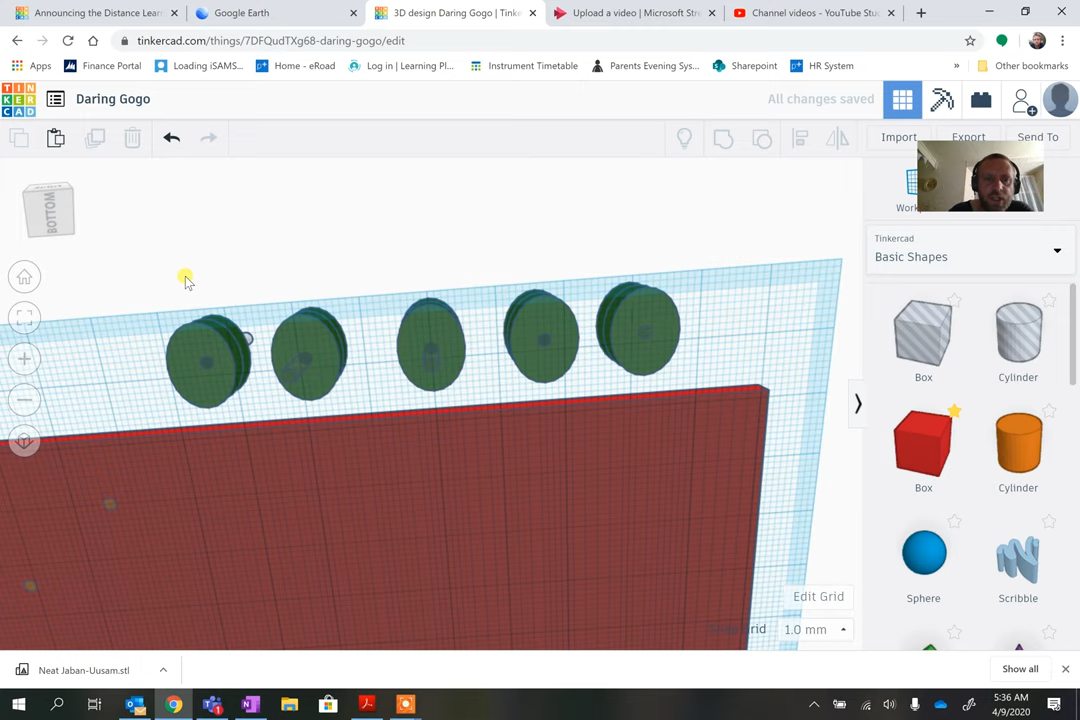 Announcing the Distance Lear
Google Earth
3D design Daring Gogo | Tinke
Upload a video | Microsoft Stre
Channel videos - YouTube Stu
tinkercad.com/things/7DFQudTXg68-daring-gogo/edit
Apps
Finance Portal
Loading iSAMS...
Home - eRoad
Log in | Learning Pl...
Instrument Timetable
Parents Evening Sys...
Sharepoint
HR System
»
Other bookmarks
TIN
KER
CAD
Daring Gogo
All changes saved
Import
Export
Send To
BOTTOM
Work
Tinkercad
Basic Shapes
Box
Cylinder
Box
Cylinder
Sphere
Scribble
Edit Grid
Grid
1.0 mm
Neat Jaban-Uusam.stl
Show all
5:36 AM
4/9/2020